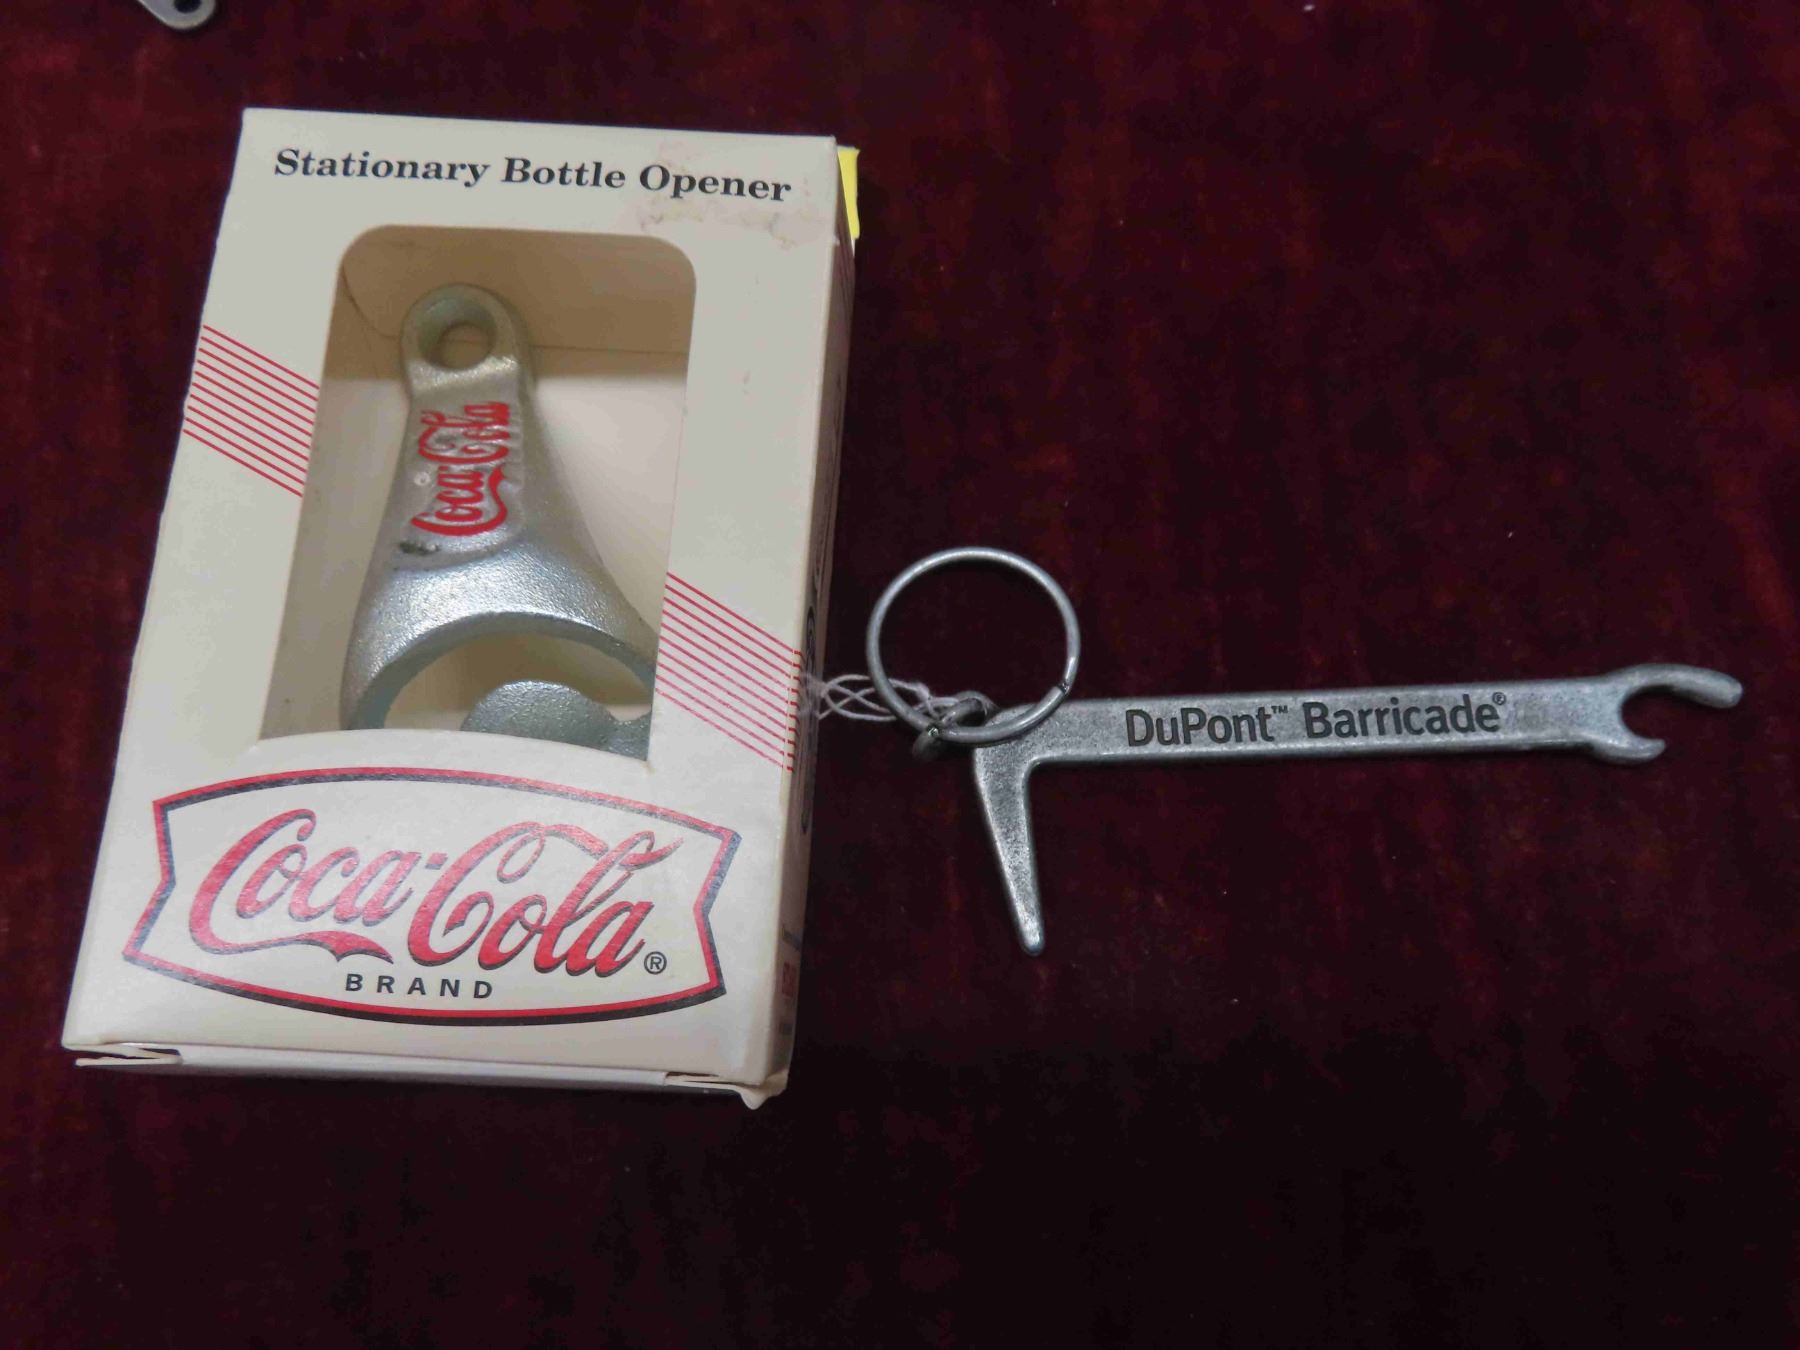 Stationary Bottle Opener
Coca-Cola
Coca-Cola®
BRAND
DuPont™ Barricade®